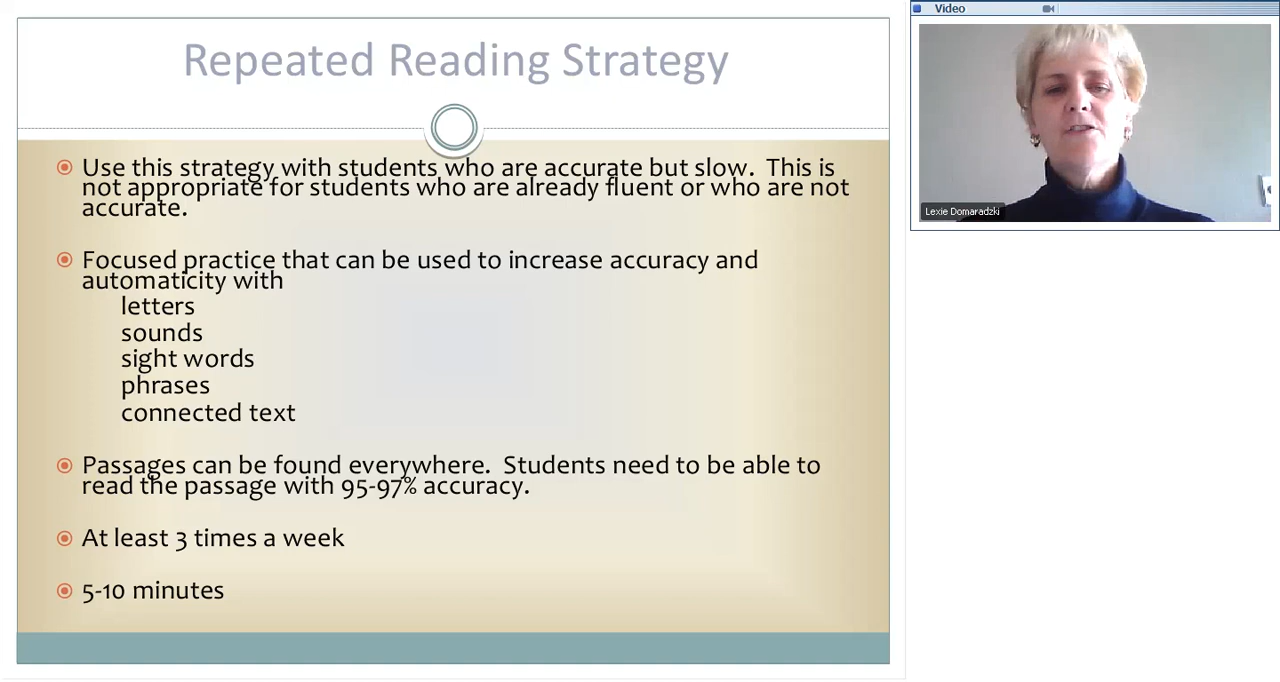 Repeated Reading Strategy
Use this strategy with students who are accurate but slow.  This is
not appropriate for students who are already fluent or who are not
accurate.
Focused practice that can be used to increase accuracy and
automaticity with
letters
sounds
sight words
phrases
connected text
Passages can be found everywhere.  Students need to be able to
read the passage with 95-97% accuracy.
At least 3 times a week
5-10 minutes
Video
Lexie Domaradzki